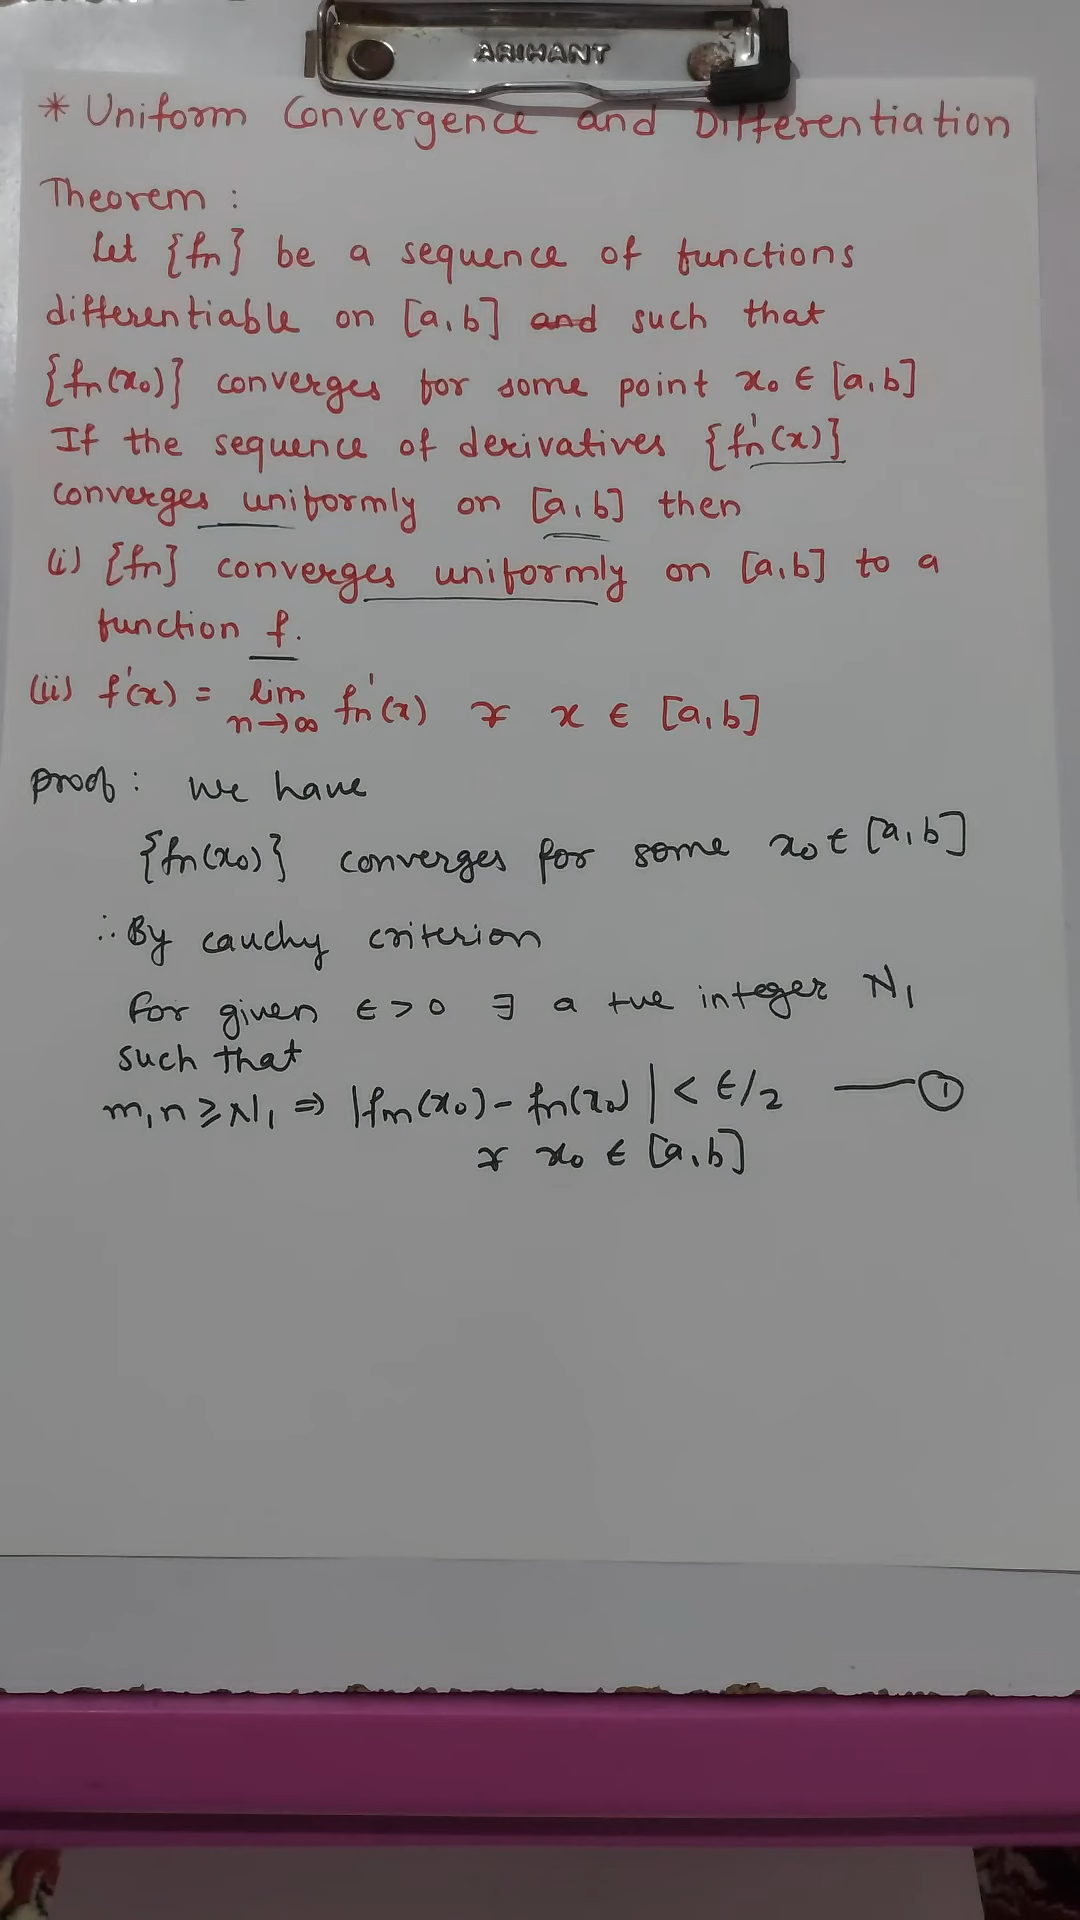 ARIHANT
* Uniform Convergence and Differentiation
Theorem :
Let {fn} be a sequence of functions
differentiable on [a,b] and such that
{fn(x₀)} converges for some point x₀ ∈ [a,b]
If the sequence of derivatives {fn'(x)}
converges uniformly on [a,b] then
(i) {fn} converges uniformly on [a,b] to a
function f.
(ii) f'(x) = lim n→∞ fn'(x) ∀ x ∈ [a,b]
Proof : We have
{fn(x₀)} converges for some x₀ ∈ [a,b]
∴ By cauchy criterion
For given ε > 0 ∃ a +ve integer N₁
such that
m,n ≥ N₁ ⇒ |fm(x₀) - fn(x₀)| < ε/2 —— ①
∀ x₀ ∈ [a,b]